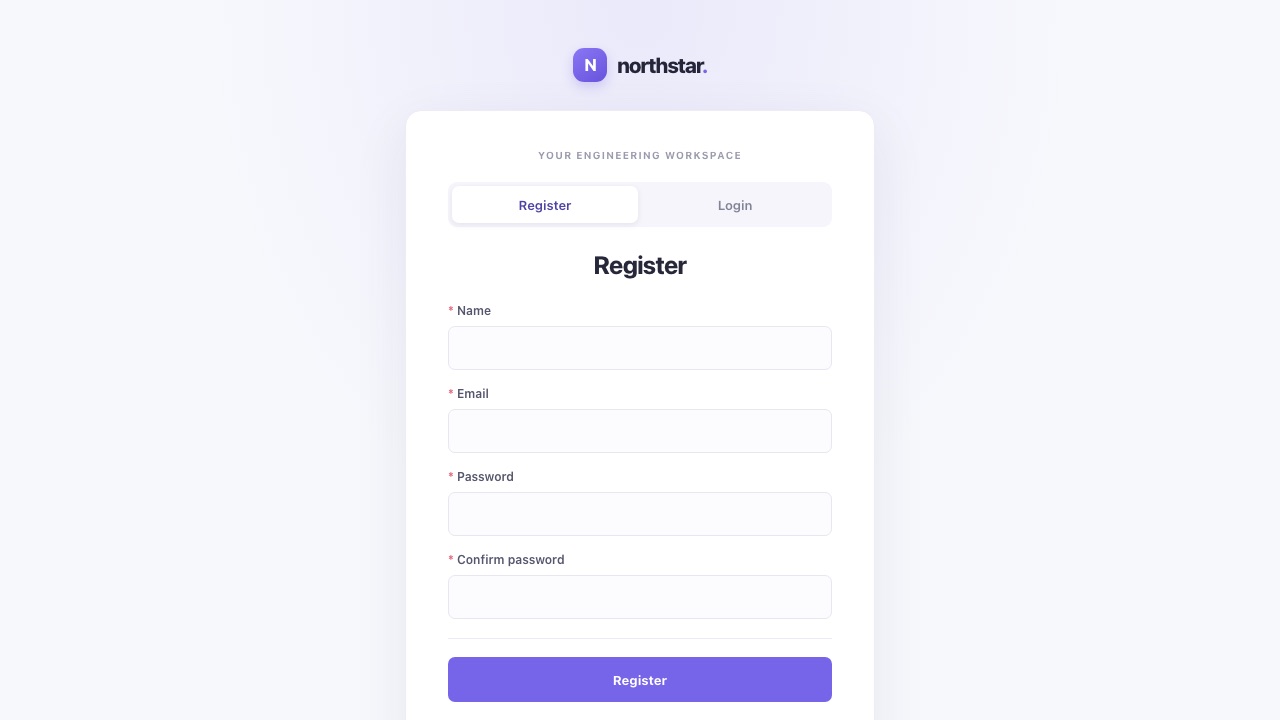 N northstar.
YOUR ENGINEERING WORKSPACE
Register Login
Register
* Name
* Email
* Password
* Confirm password
Register